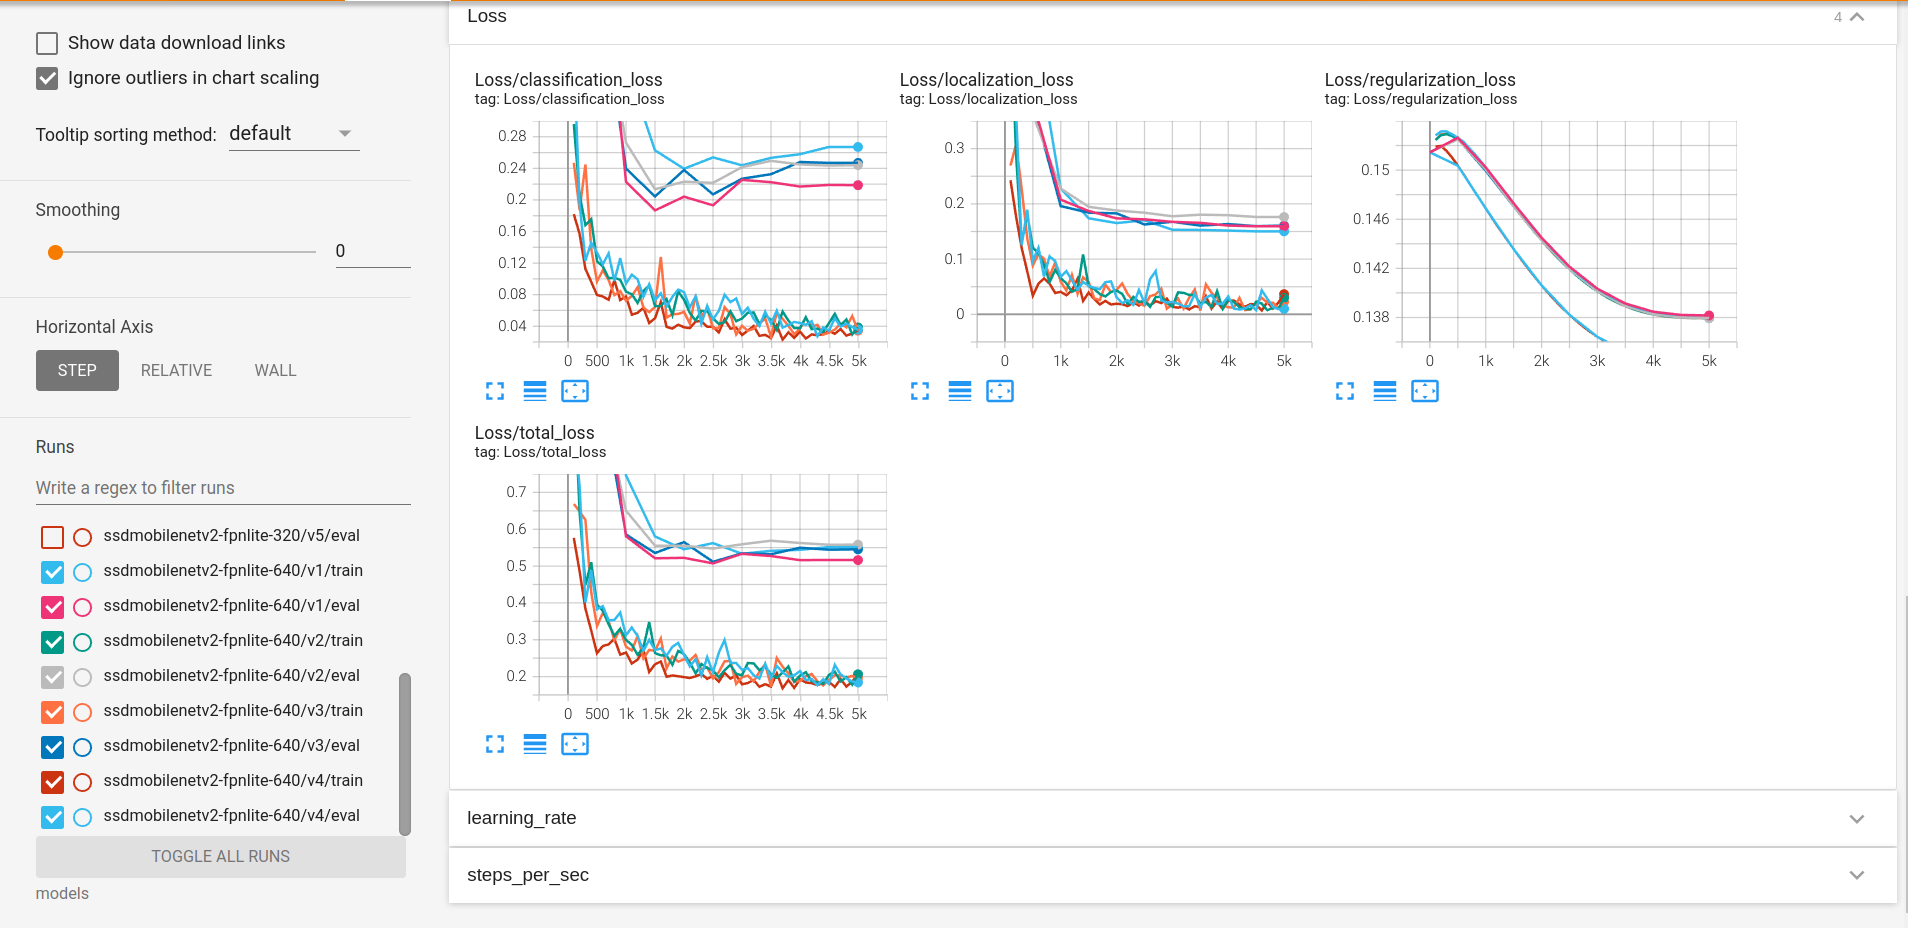 Show data download links
Ignore outliers in chart scaling
Tooltip sorting method: default
Smoothing
0
Horizontal Axis
STEP RELATIVE WALL
Runs
Write a regex to filter runs
ssdmobilenetv2-fpnlite-320/v5/eval
ssdmobilenetv2-fpnlite-640/v1/train
ssdmobilenetv2-fpnlite-640/v1/eval
ssdmobilenetv2-fpnlite-640/v2/train
ssdmobilenetv2-fpnlite-640/v2/eval
ssdmobilenetv2-fpnlite-640/v3/train
ssdmobilenetv2-fpnlite-640/v3/eval
ssdmobilenetv2-fpnlite-640/v4/train
ssdmobilenetv2-fpnlite-640/v4/eval
TOGGLE ALL RUNS
models
Loss 4
Loss/classification_loss
tag: Loss/classification_loss
0.28
0.24
0.2
0.16
0.12
0.08
0.04
0 500 1k 1.5k 2k 2.5k 3k 3.5k 4k 4.5k 5k
Loss/localization_loss
tag: Loss/localization_loss
0.3
0.2
0.1
0
0 1k 2k 3k 4k 5k
Loss/regularization_loss
tag: Loss/regularization_loss
0.15
0.146
0.142
0.138
0 1k 2k 3k 4k 5k
Loss/total_loss
tag: Loss/total_loss
0.7
0.6
0.5
0.4
0.3
0.2
0 500 1k 1.5k 2k 2.5k 3k 3.5k 4k 4.5k 5k
learning_rate
steps_per_sec